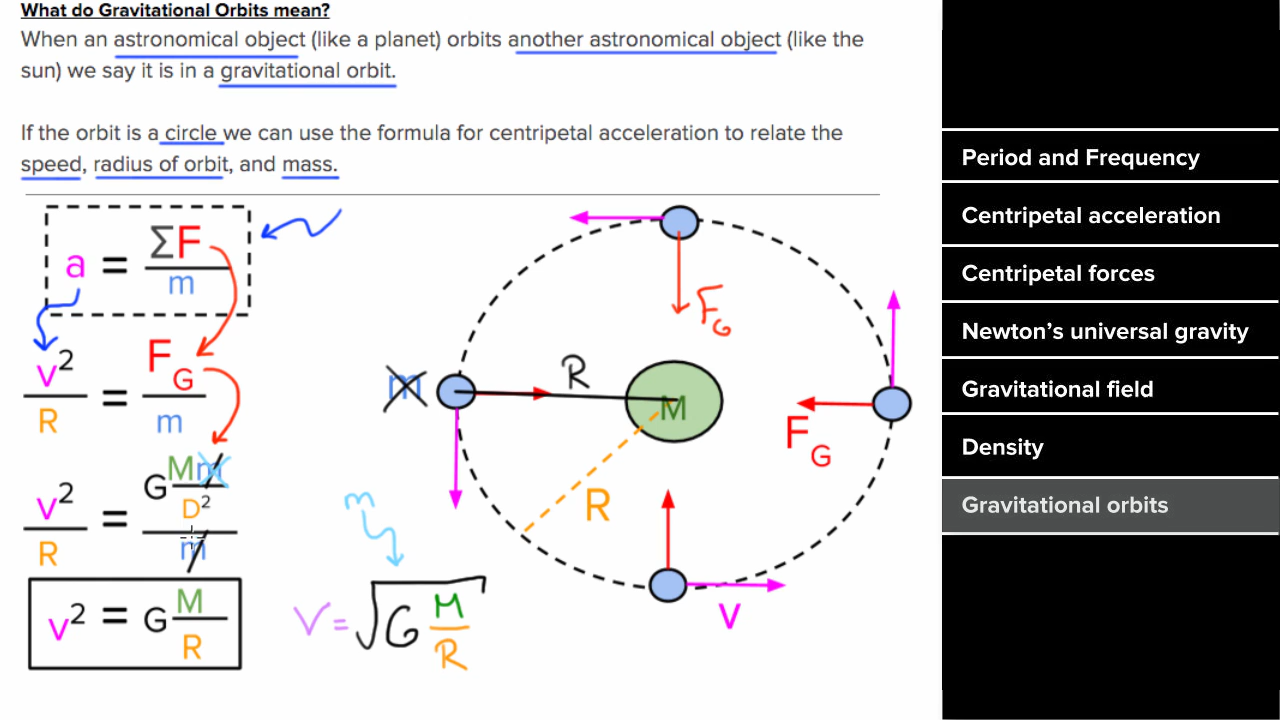 What do Gravitational Orbits mean?
When an astronomical object (like a planet) orbits another astronomical object (like the
sun) we say it is in a gravitational orbit.
If the orbit is a circle we can use the formula for centripetal acceleration to relate the
speed, radius of orbit, and mass.
a = ΣF / m
v² / R = F_G / m
v² / R = G Mm / D² / m
v² = G M / R
m
v = √G M / R
m
R
M
R
F_G
F_G
v
Period and Frequency
Centripetal acceleration
Centripetal forces
Newton’s universal gravity
Gravitational field
Density
Gravitational orbits